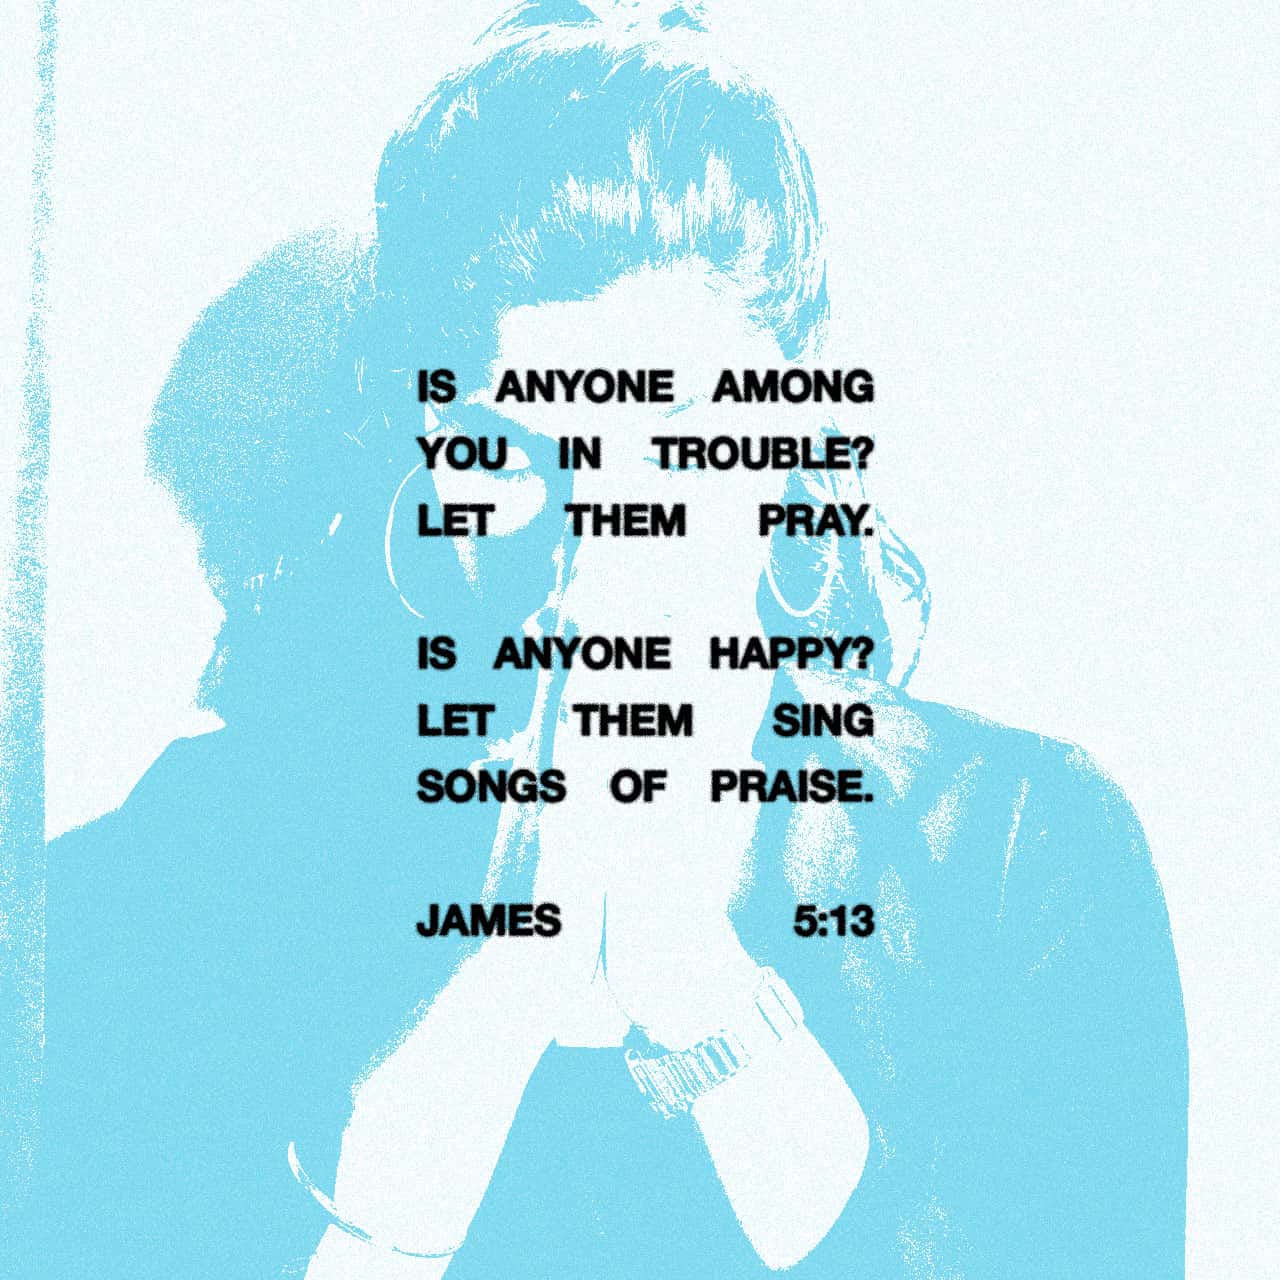 IS ANYONE AMONG
YOU IN TROUBLE?
LET THEM PRAY.
IS ANYONE HAPPY?
LET THEM SING
SONGS OF PRAISE.
JAMES 5:13